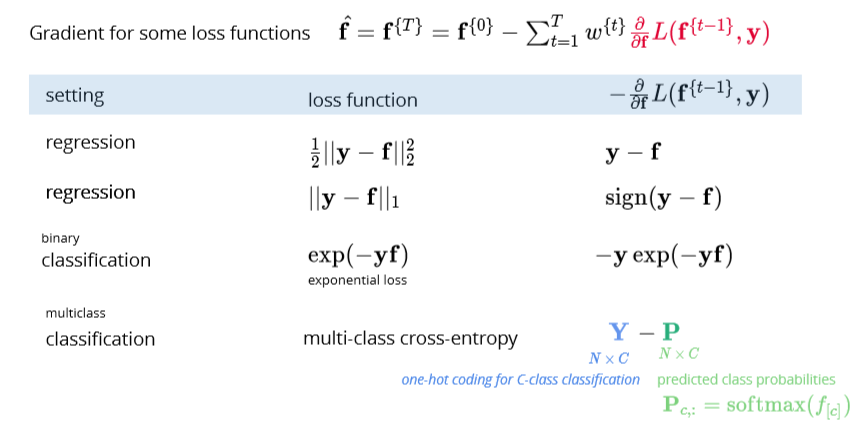 Gradient for some loss functions $\hat{\mathbf{f}} = \mathbf{f}^{\{T\}} = \mathbf{f}^{\{0\}} - \sum_{t=1}^{T} w^{\{t\}} \frac{\partial}{\partial \mathbf{f}} L(\mathbf{f}^{\{t-1\}}, \mathbf{y})$
setting loss function $-\frac{\partial}{\partial \mathbf{f}} L(\mathbf{f}^{\{t-1\}}, \mathbf{y})$
regression $\frac{1}{2}||\mathbf{y} - \mathbf{f}||_2^2$ $\mathbf{y} - \mathbf{f}$
regression $||\mathbf{y} - \mathbf{f}||_1$ $\text{sign}(\mathbf{y} - \mathbf{f})$
binary
classification $\exp(-\mathbf{y}\mathbf{f})$ $-\mathbf{y} \exp(-\mathbf{y}\mathbf{f})$
exponential loss
multiclass
classification multi-class cross-entropy $\mathbf{Y} - \mathbf{P}$
$N \times C$ $N \times C$
one-hot coding for C-class classification predicted class probabilities
$\mathbf{P}_{c,:} = \text{softmax}(f_{[c]})$